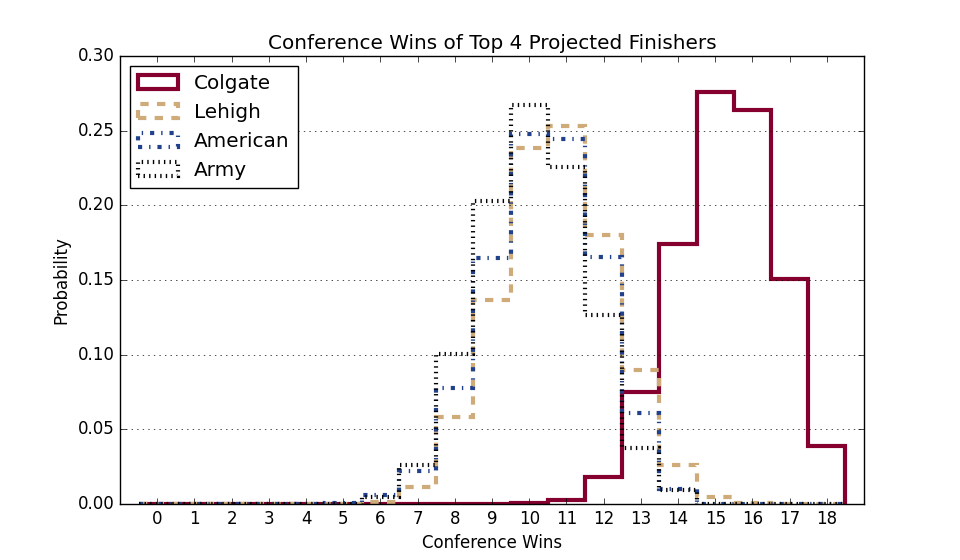 Conference Wins of Top 4 Projected Finishers
0.30
0.25
0.20
0.15
0.10
0.05
0.00
Probability
Colgate
Lehigh
American
Army
0 1 2 3 4 5 6 7 8 9 10 11 12 13 14 15 16 17 18
Conference Wins